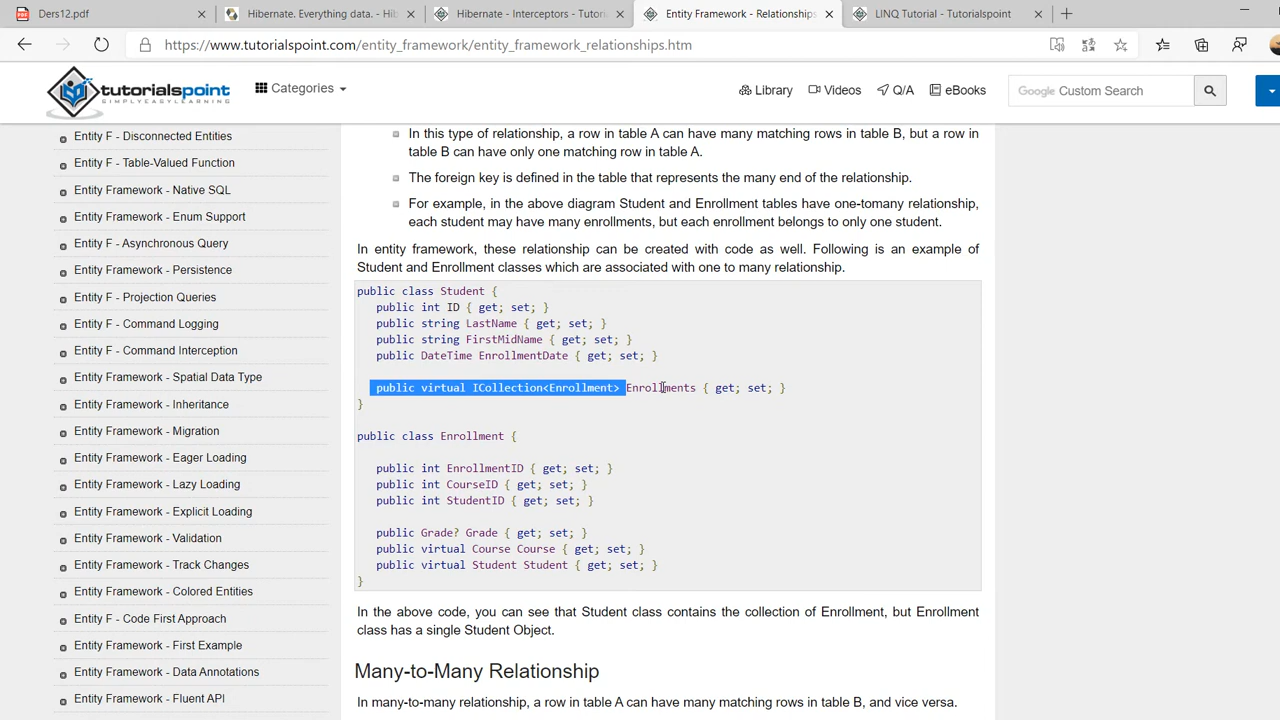 Ders12.pdf
Hibernate. Everything data. - Hi
Hibernate - Interceptors - Tutori
Entity Framework - Relationships
LINQ Tutorial - Tutorialspoint
https://www.tutorialspoint.com/entity_framework/entity_framework_relationships.htm
tutorialspoint
SIMPLYEASYLEARNING
Categories
Library
Videos
Q/A
eBooks
Google Custom Search
Entity F - Disconnected Entities
Entity F - Table-Valued Function
Entity Framework - Native SQL
Entity Framework - Enum Support
Entity F - Asynchronous Query
Entity Framework - Persistence
Entity F - Projection Queries
Entity F - Command Logging
Entity F - Command Interception
Entity Framework - Spatial Data Type
Entity Framework - Inheritance
Entity Framework - Migration
Entity Framework - Eager Loading
Entity Framework - Lazy Loading
Entity Framework - Explicit Loading
Entity Framework - Validation
Entity Framework - Track Changes
Entity Framework - Colored Entities
Entity F - Code First Approach
Entity Framework - First Example
Entity Framework - Data Annotations
Entity Framework - Fluent API
In this type of relationship, a row in table A can have many matching rows in table B, but a row in
table B can have only one matching row in table A.
The foreign key is defined in the table that represents the many end of the relationship.
For example, in the above diagram Student and Enrollment tables have one-tomany relationship,
each student may have many enrollments, but each enrollment belongs to only one student.
In entity framework, these relationship can be created with code as well. Following is an example of
Student and Enrollment classes which are associated with one to many relationship.
public class Student {
public int ID { get; set; }
public string LastName { get; set; }
public string FirstMidName { get; set; }
public DateTime EnrollmentDate { get; set; }
public virtual ICollection<Enrollment> Enrollments { get; set; }
}
public class Enrollment {
public int EnrollmentID { get; set; }
public int CourseID { get; set; }
public int StudentID { get; set; }
public Grade? Grade { get; set; }
public virtual Course Course { get; set; }
public virtual Student Student { get; set; }
}
In the above code, you can see that Student class contains the collection of Enrollment, but Enrollment
class has a single Student Object.
Many-to-Many Relationship
In many-to-many relationship, a row in table A can have many matching rows in table B, and vice versa.